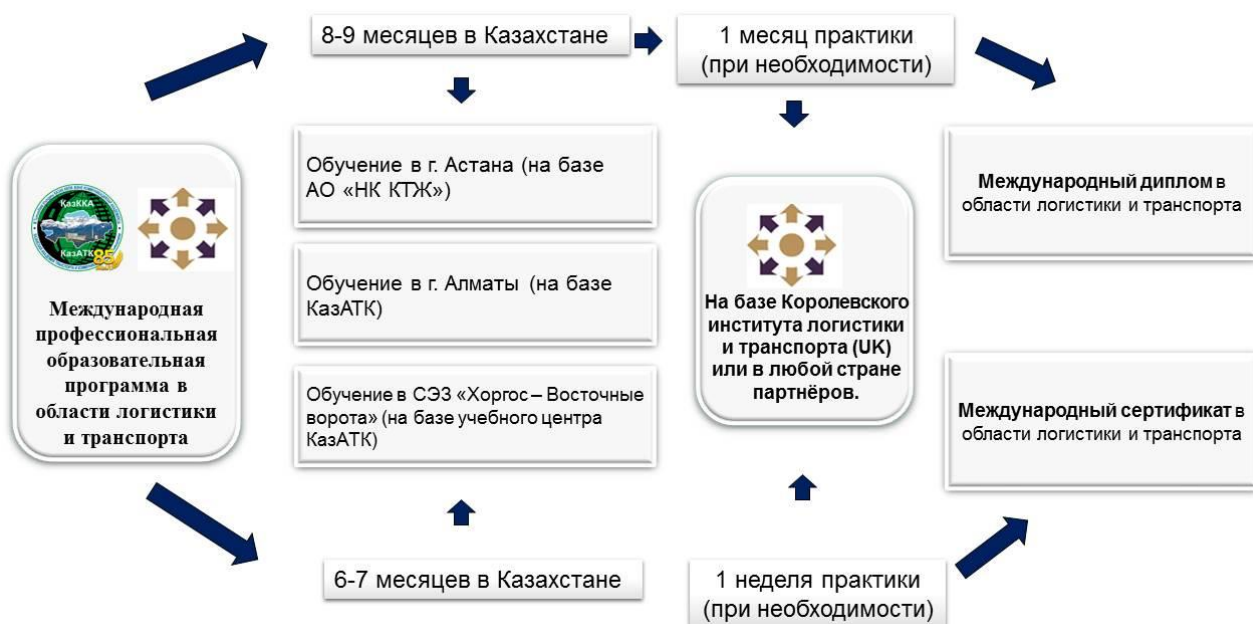 8-9 месяцев в Казахстане
1 месяц практики
(при необходимости)
Обучение в г. Астана (на базе
АО «НК КТЖ»)
Обучение в г. Алматы (на базе
КазАТК)
Обучение в СЭЗ «Хоргос – Восточные
ворота» (на базе учебного центра
КазАТК)
ҚазККА
КазАТК
85
Международная
профессиональная
образовательная
программа в
области логистики
и транспорта
На базе Королевского
института логистики
и транспорта (UK)
или в любой стране
партнёров.
Международный диплом в
области логистики и транспорта
Международный сертификат в
области логистики и транспорта
6-7 месяцев в Казахстане
1 неделя практики
(при необходимости)